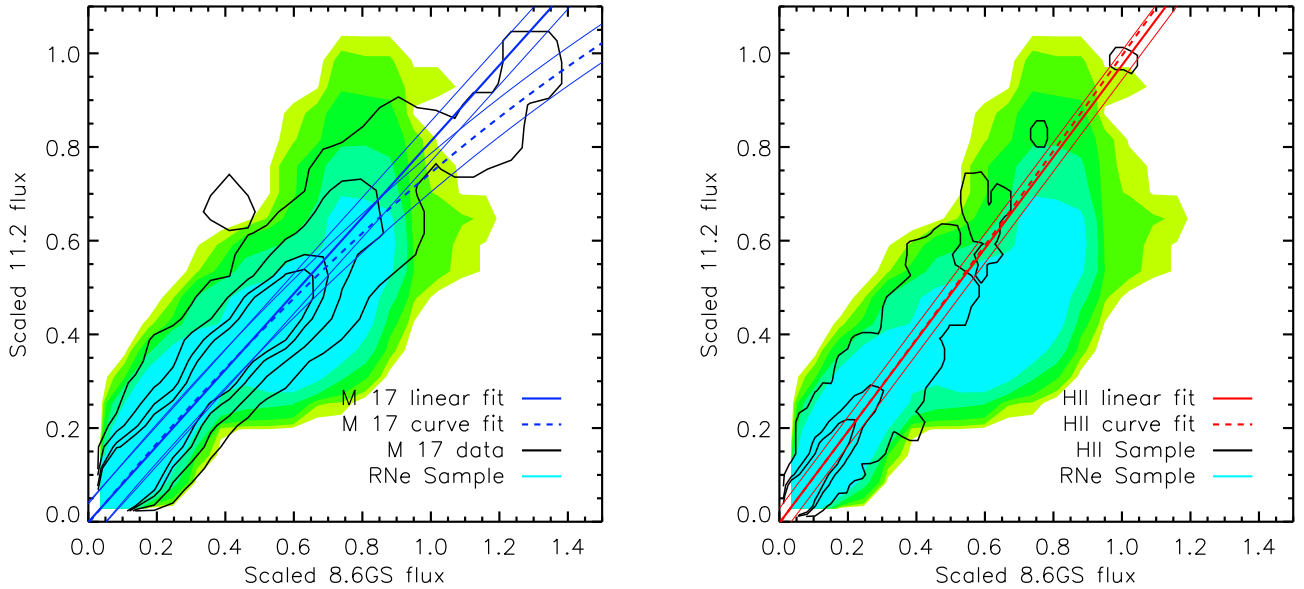 1.0
0.8
0.6
0.4
0.2
0.0
Scaled 11.2 flux
M 17 linear fit
M 17 curve fit
M 17 data
RNe Sample
0.0 0.2 0.4 0.6 0.8 1.0 1.2 1.4
Scaled 8.6GS flux
1.0
0.8
0.6
0.4
0.2
0.0
Scaled 11.2 flux
HII linear fit
HII curve fit
HII Sample
RNe Sample
0.0 0.2 0.4 0.6 0.8 1.0 1.2 1.4
Scaled 8.6GS flux